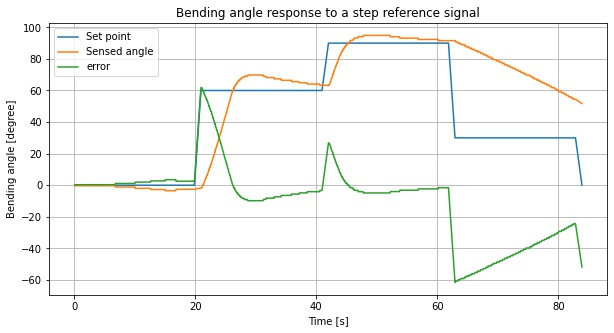 Bending angle response to a step reference signal
Set point
Sensed angle
error
Bending angle [degree]
100
80
60
40
20
0
−20
−40
−60
0 20 40 60 80
Time [s]